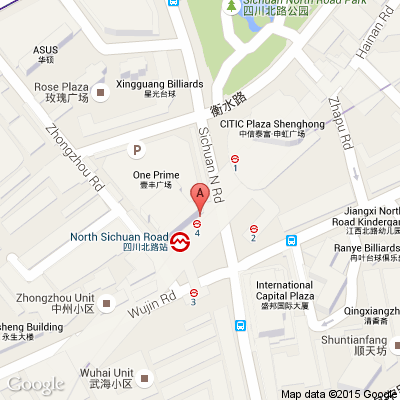 Sichuan North Road Park
四川北路公园
ASUS
华硕
Hainan Rd
Xingguang Billiards
星光台球
Rose Plaza
玫瑰广场
衡水路
CITIC Plaza Shenghong
中信泰富·申虹广场
Zhapu Rd
Sichuan N Rd
Zhongzhou Rd
P
1
One Prime
壹丰广场
A
Jiangxi North
Road Kindergarten
江西北路幼儿园
North Sichuan Road
四川北路站
4
2
Ranye Billiards
冉叶台球俱乐部
Zhongzhou Unit
中州小区
Wujin Rd
3
International
Capital Plaza
盛邦国际大厦
Qingxiangzh
清斋斋
sheng Building
永生大楼
Shuntianfang
顺天坊
Wuhai Unit
武海小区
Google
Map data ©2015 Google